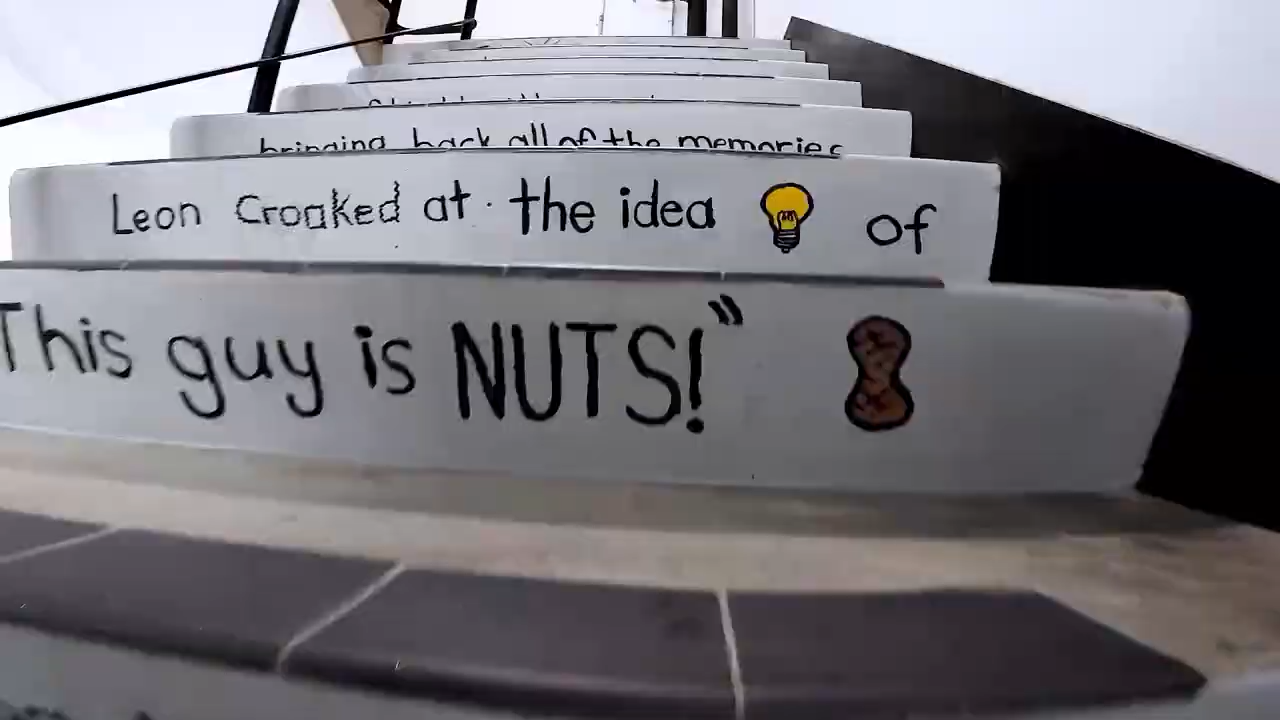 bringing back all of the memories
Leon Croaked at the idea of
This guy is NUTS!”